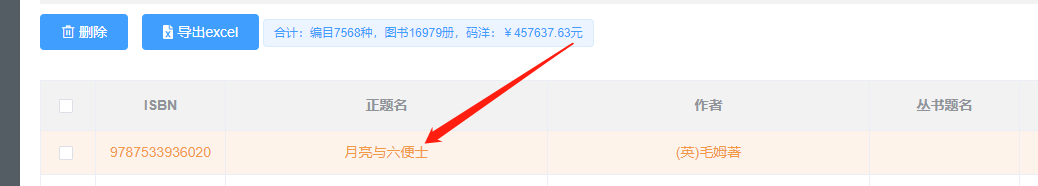 删除 导出excel 合计：编目7568种，图书16979册，码洋：￥457637.63元
ISBN 正题名 作者 丛书题名
9787533936020 月亮与六便士 (英)毛姆著